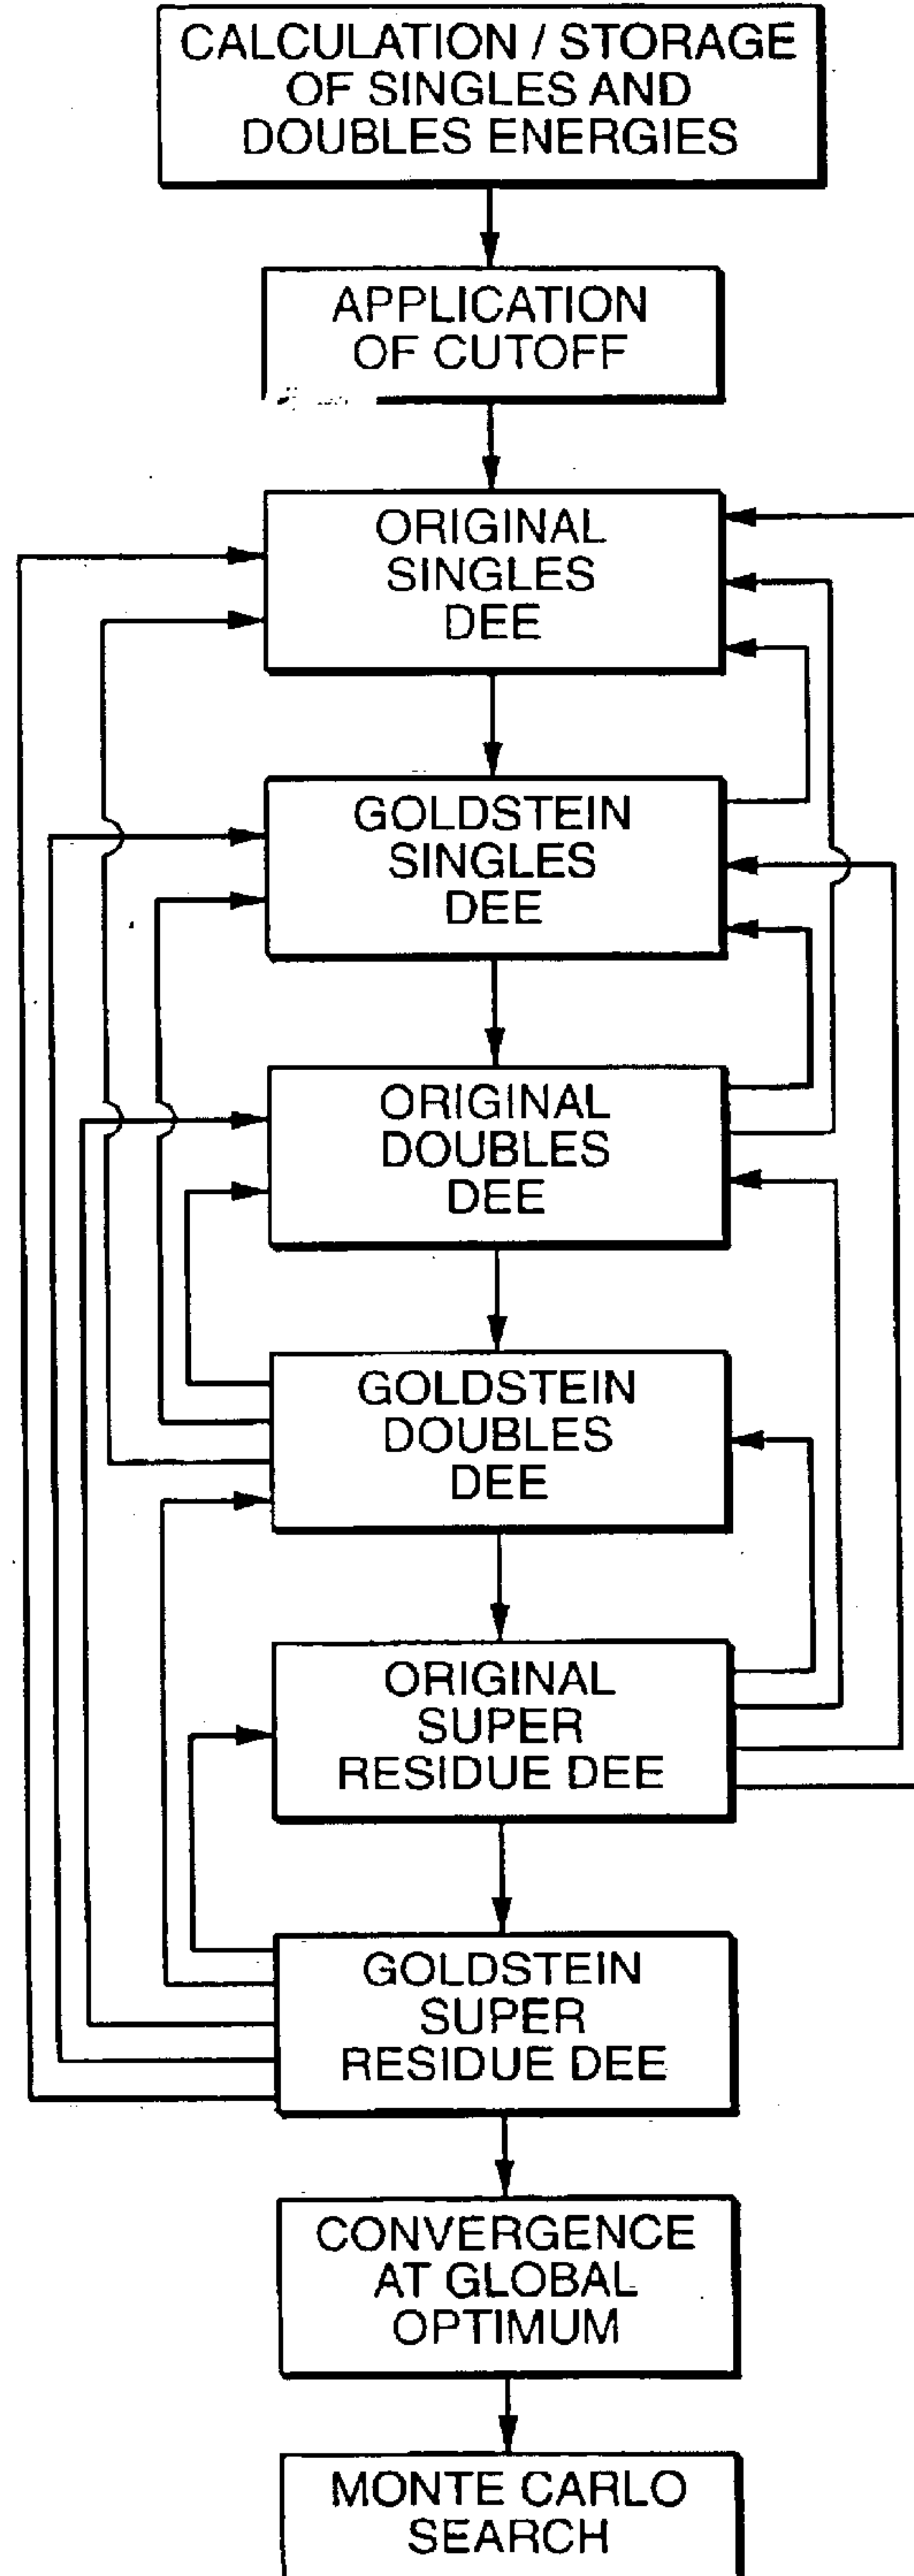 CALCULATION / STORAGE
OF SINGLES AND
DOUBLES ENERGIES
APPLICATION
OF CUTOFF
ORIGINAL
SINGLES
DEE
GOLDSTEIN
SINGLES
DEE
ORIGINAL
DOUBLES
DEE
GOLDSTEIN
DOUBLES
DEE
ORIGINAL
SUPER
RESIDUE DEE
GOLDSTEIN
SUPER
RESIDUE DEE
CONVERGENCE
AT GLOBAL
OPTIMUM
MONTE CARLO
SEARCH